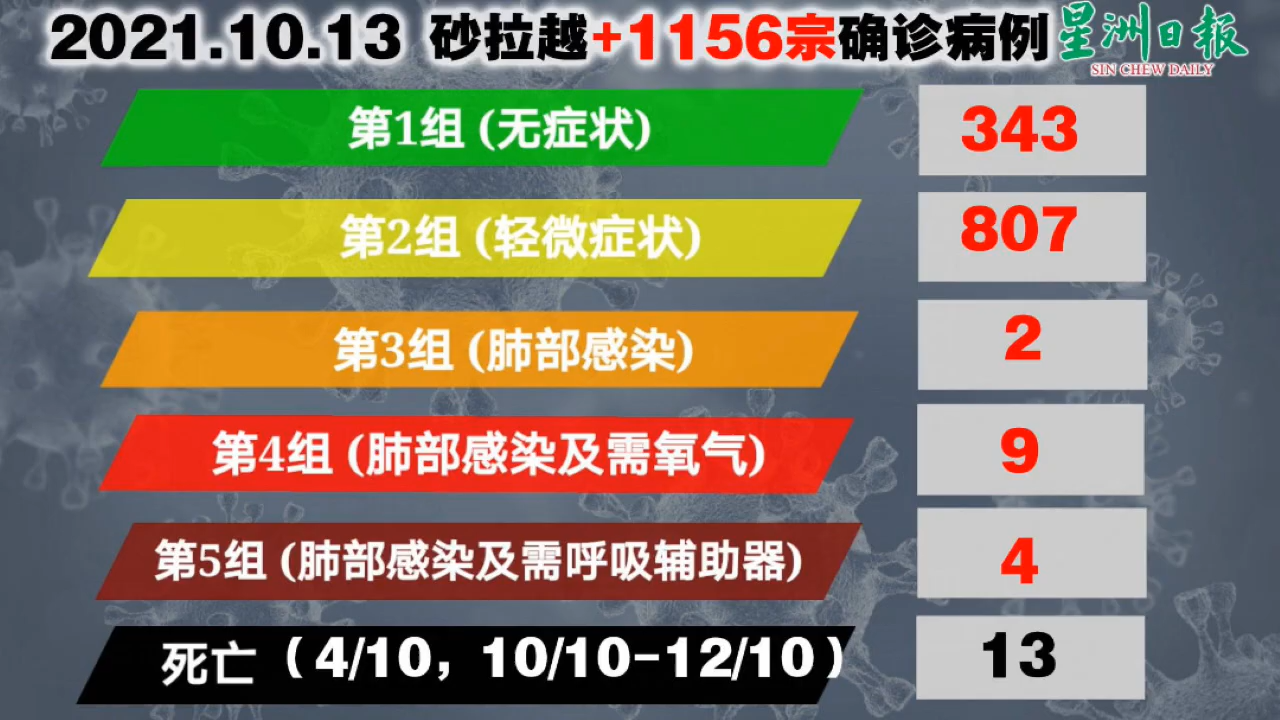 2021.10.13 砂拉越+1156宗确诊病例
星洲日报
SIN CHEW DAILY
第1组 (无症状) 343
第2组 (轻微症状) 807
第3组 (肺部感染) 2
第4组 (肺部感染及需氧气) 9
第5组 (肺部感染及需呼吸辅助器) 4
死亡（4/10，10/10-12/10） 13